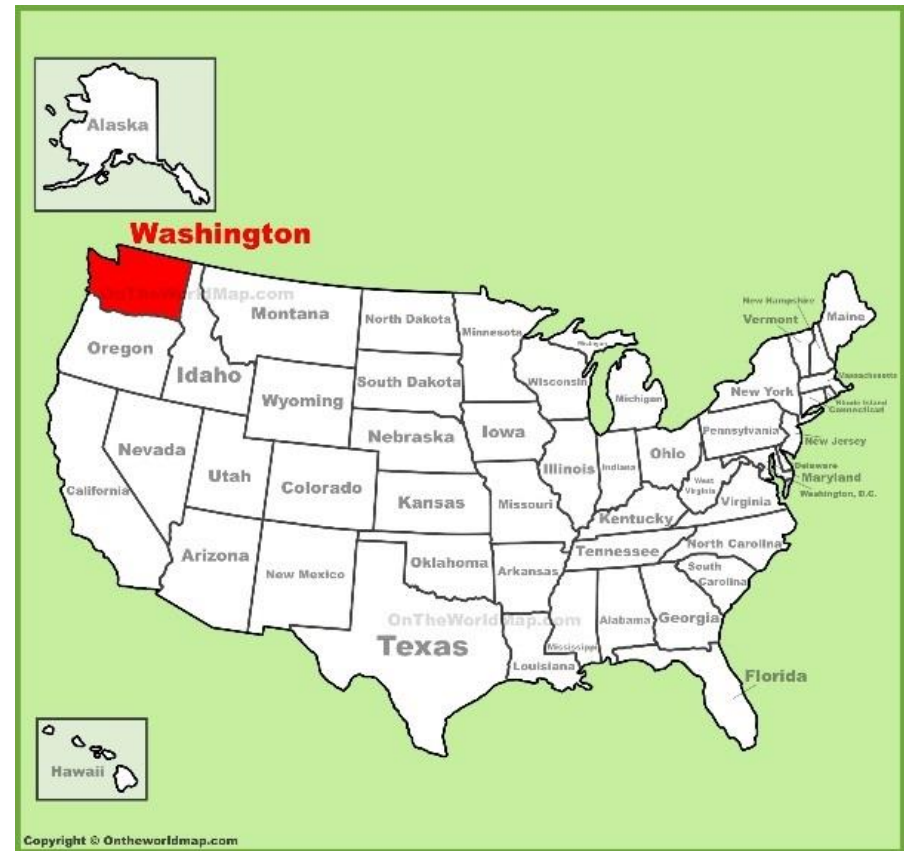 Alaska
Washington
OnTheWorldMap.com
Montana
North Dakota
Minnesota
New Hampshire
Vermont
Maine
Oregon
Idaho
Michigan
South Dakota
Wisconsin
Massachusetts
Wyoming
Michigan
New York
Rhode Island
Connecticut
Nebraska
Iowa
Pennsylvania
New Jersey
Nevada
Ohio
Utah
Illinois
Indiana
Delaware
Maryland
California
Colorado
West
Virginia
Washington, D.C.
Kansas
Missouri
Virginia
Kentucky
Arizona
Oklahoma
Tennessee
North Carolina
New Mexico
Arkansas
South
Carolina
OnTheWorldMap.com
Texas
Mississippi
Alabama
Georgia
Louisiana
Florida
Hawaii
Copyright © Ontheworldmap.com